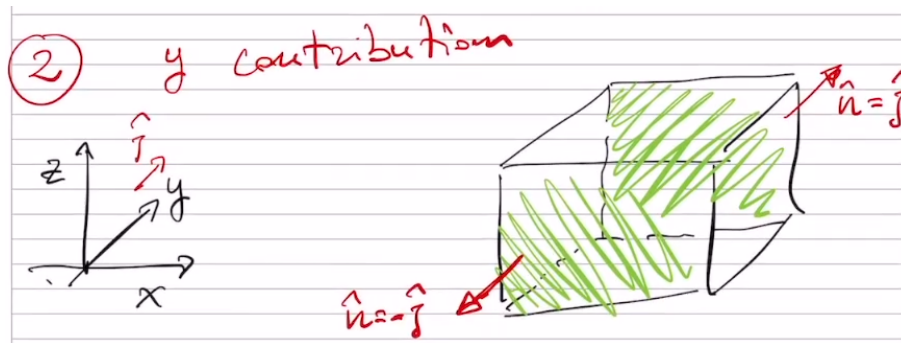 ② y contribution
n̂ = ĵ
ĵ
z
y
x
n̂ = -ĵ